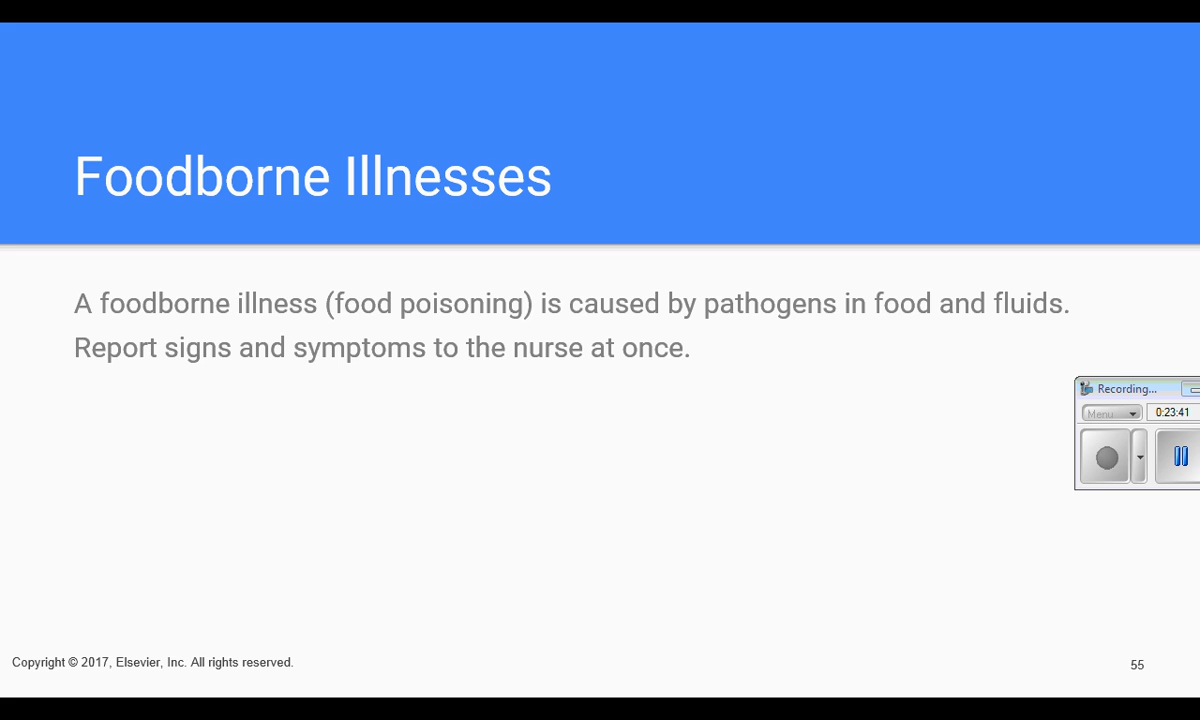 Foodborne Illnesses
A foodborne illness (food poisoning) is caused by pathogens in food and fluids.
Report signs and symptoms to the nurse at once.
Recording...
Menu
0:23:41
Copyright © 2017, Elsevier, Inc. All rights reserved.
55